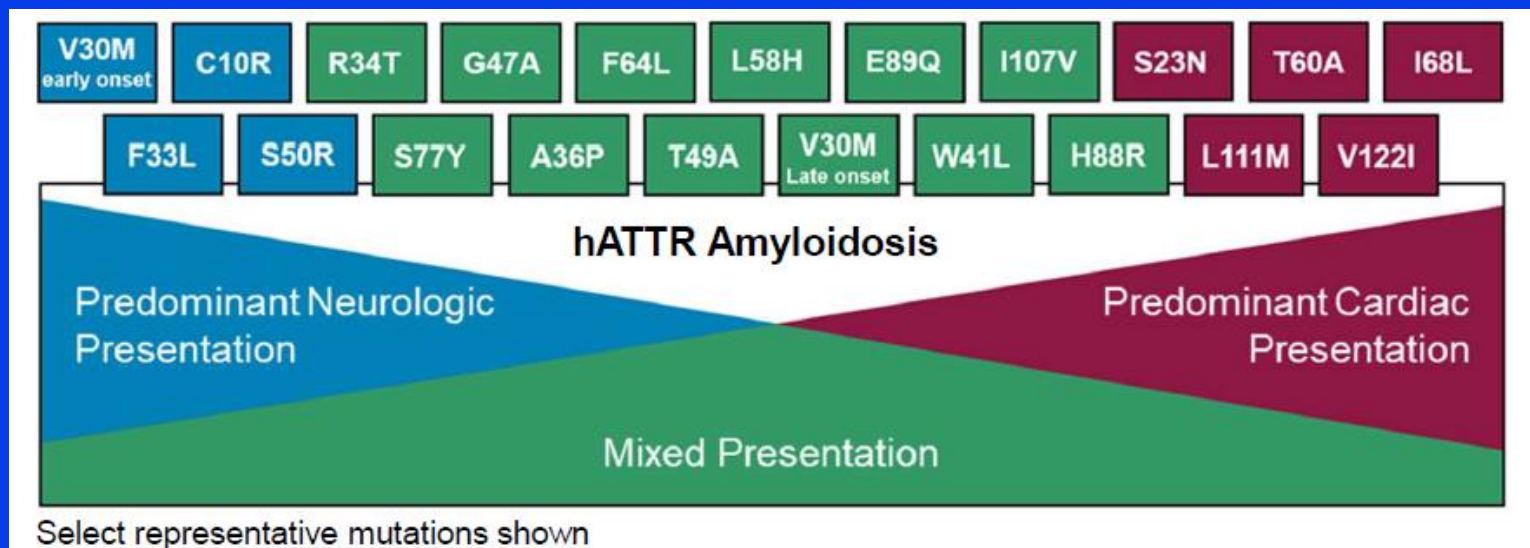 V30M
early onset
C10R
R34T
G47A
F64L
L58H
E89Q
I107V
S23N
T60A
I68L
F33L
S50R
S77Y
A36P
T49A
V30M
Late onset
W41L
H88R
L111M
V122I
hATTR Amyloidosis
Predominant Neurologic
Presentation
Predominant Cardiac
Presentation
Mixed Presentation
Select representative mutations shown